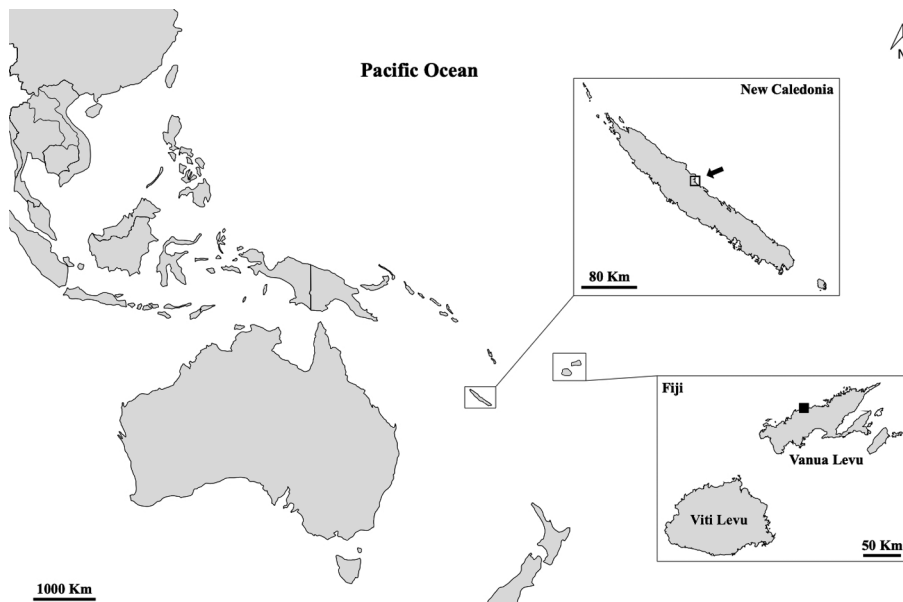 Pacific Ocean
N
New Caledonia
80 Km
Fiji
Vanua Levu
Viti Levu
50 Km
1000 Km